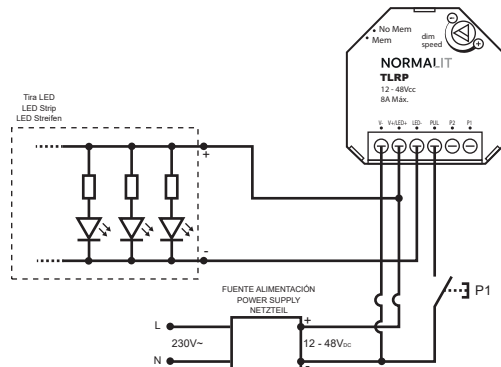 No Mem
Mem
dim
speed
NORMALIT
TLRP
12 - 48Vcc
8A Máx.
V- V+/LED+ LED- PUL P2 P1
Tira LED
LED Strip
LED Streifen
+
-
P1
FUENTE ALIMENTACIÓN
POWER SUPPLY
NETZTEIL
L
230V~
N
+
12 - 48VDC
-